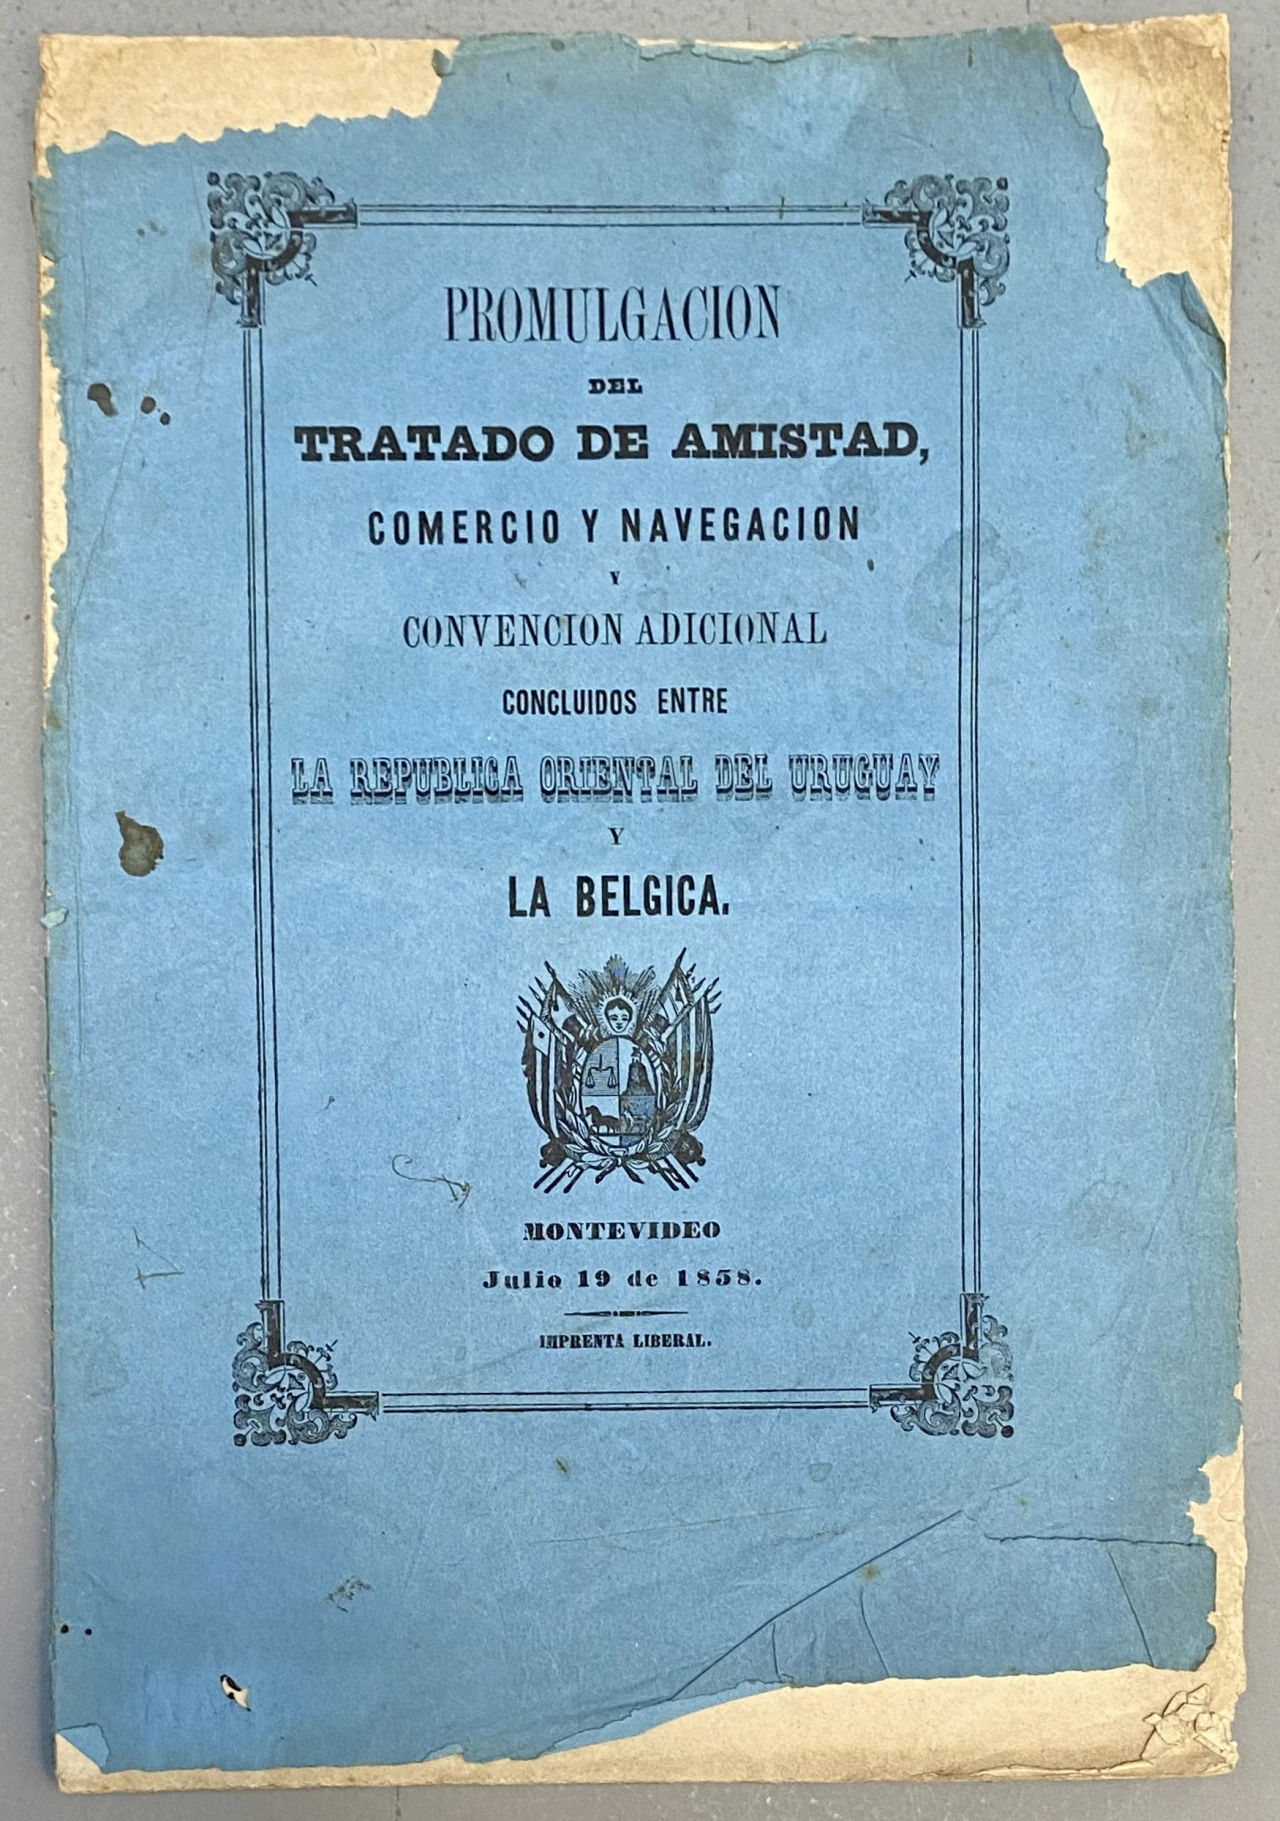 PROMULGACION
DEL
TRATADO DE AMISTAD,
COMERCIO Y NAVEGACION
Y
CONVENCION ADICIONAL
CONCLUIDOS ENTRE
LA REPUBLICA ORIENTAL DEL URUGUAY
Y
LA BELGICA.
MONTEVIDEO
Julio 19 de 1858.
IMPRENTA LIBERAL.